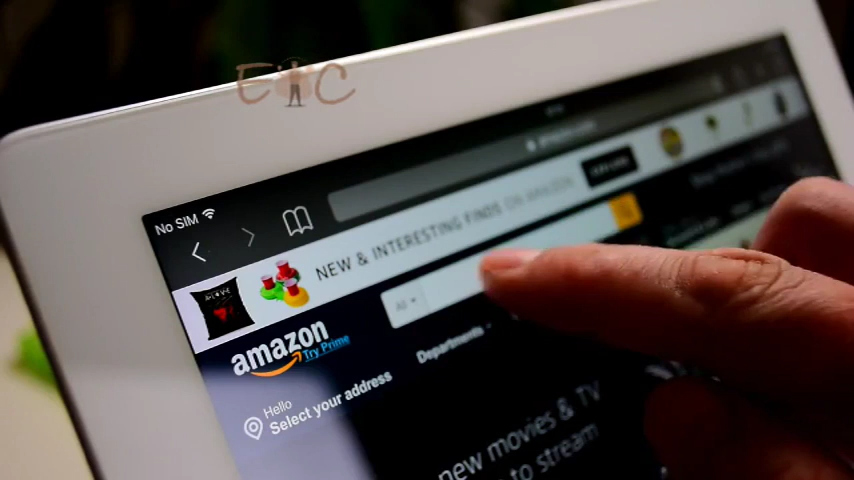 EC
No SIM
NEW & INTERESTING FINDS ON AMAZON
All
amazon
Try Prime
Departments
Hello
Select your address
new movies & TV
to stream